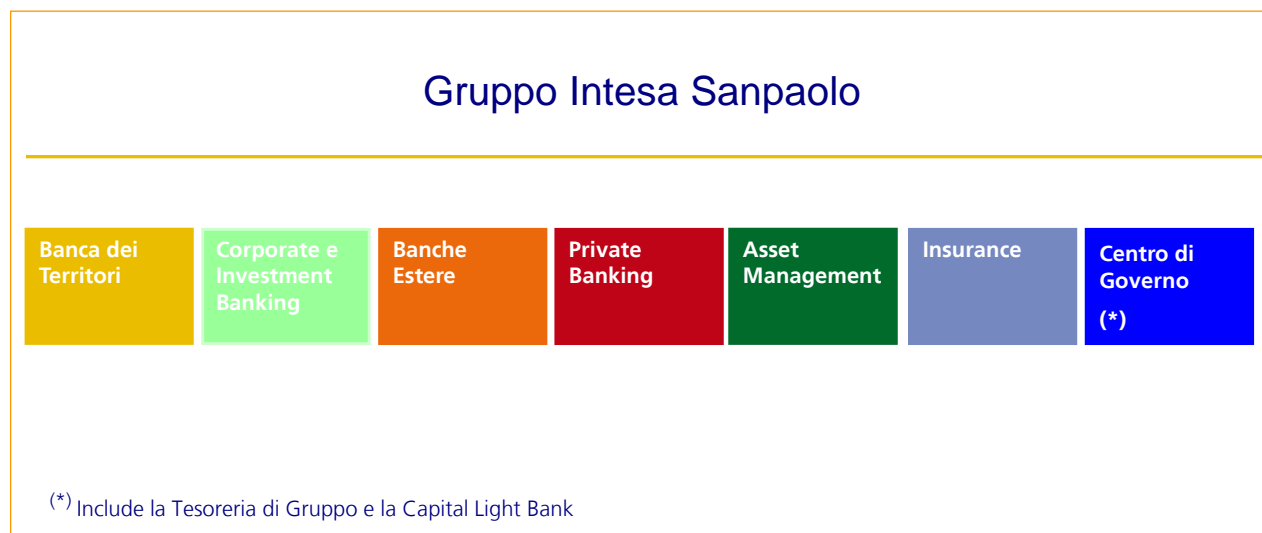 Gruppo Intesa Sanpaolo
Banca dei
Territori
Corporate e
Investment
Banking
Banche
Estere
Private
Banking
Asset
Management
Insurance
Centro di
Governo
(*)
(*) Include la Tesoreria di Gruppo e la Capital Light Bank